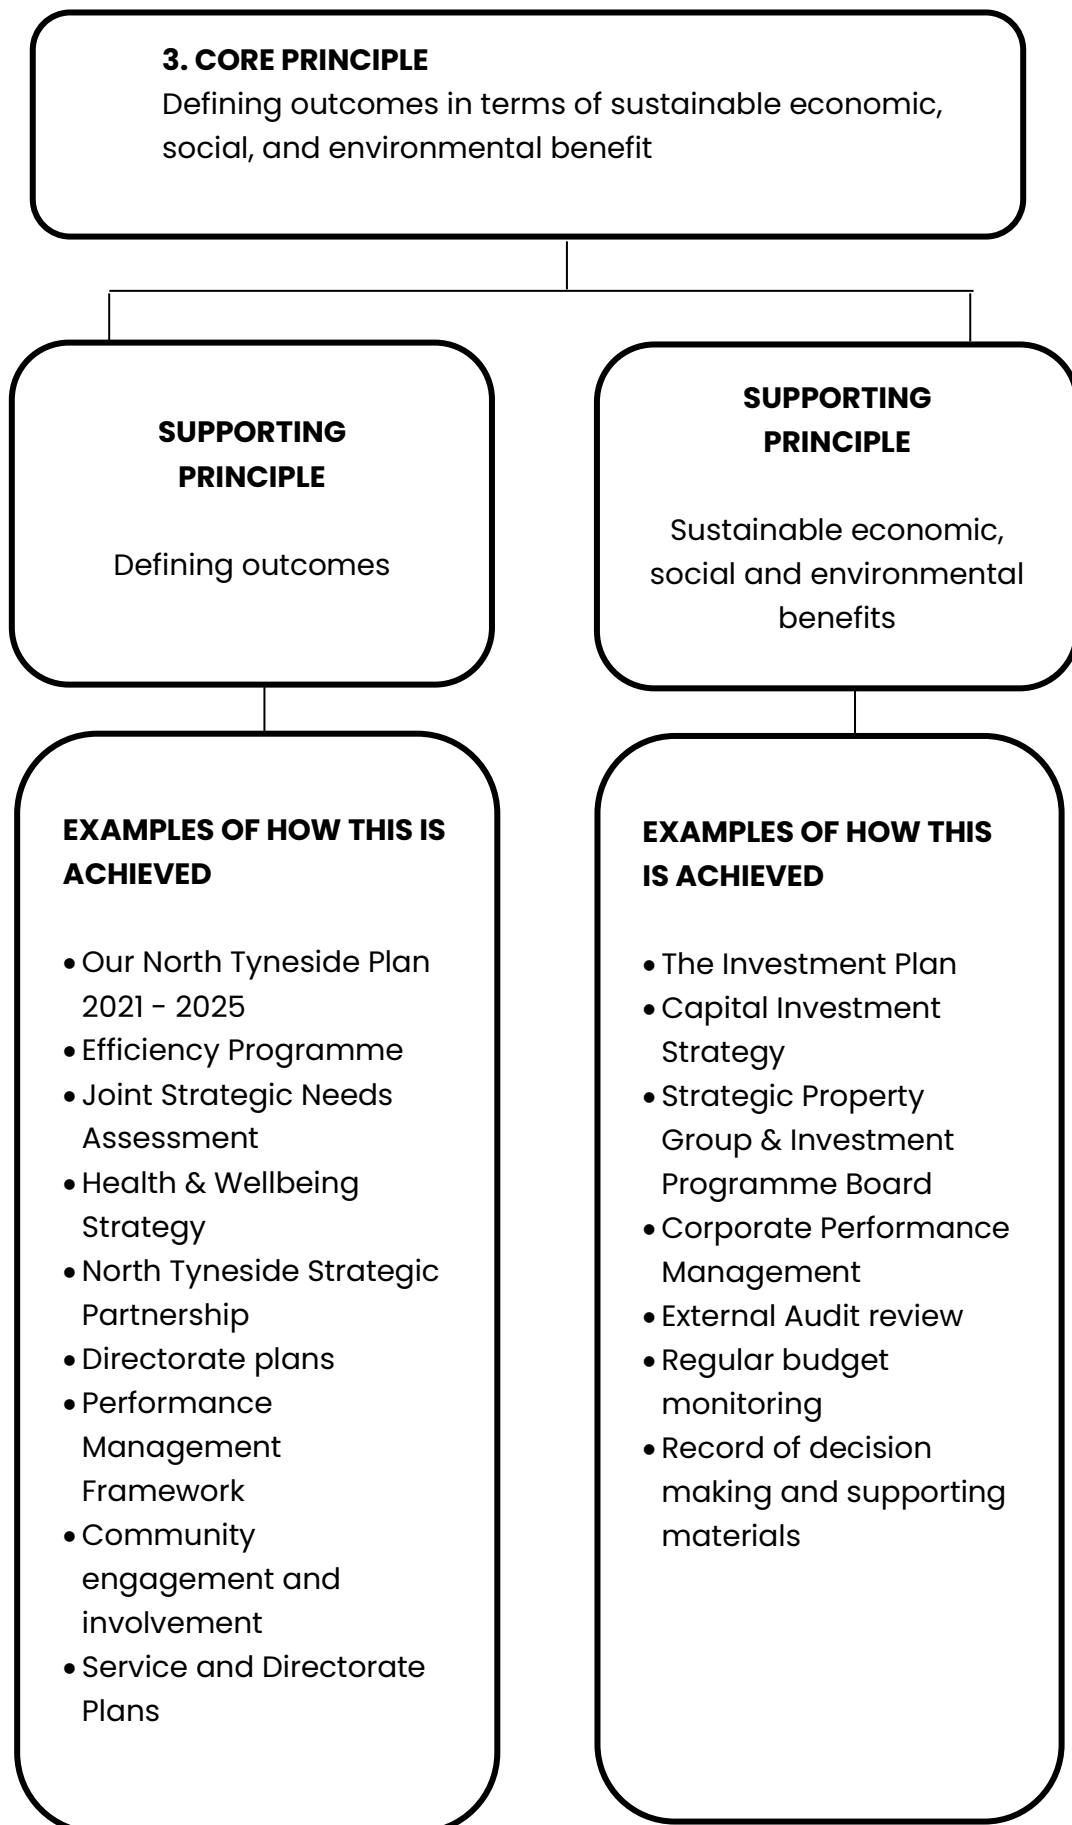 3. CORE PRINCIPLE
Defining outcomes in terms of sustainable economic,
social, and environmental benefit
SUPPORTING
PRINCIPLE
Defining outcomes
SUPPORTING
PRINCIPLE
Sustainable economic,
social and environmental
benefits
EXAMPLES OF HOW THIS IS
ACHIEVED
• Our North Tyneside Plan
2021 - 2025
• Efficiency Programme
• Joint Strategic Needs
Assessment
• Health & Wellbeing
Strategy
• North Tyneside Strategic
Partnership
• Directorate plans
• Performance
Management
Framework
• Community
engagement and
involvement
• Service and Directorate
Plans
EXAMPLES OF HOW THIS
IS ACHIEVED
• The Investment Plan
• Capital Investment
Strategy
• Strategic Property
Group & Investment
Programme Board
• Corporate Performance
Management
• External Audit review
• Regular budget
monitoring
• Record of decision
making and supporting
materials